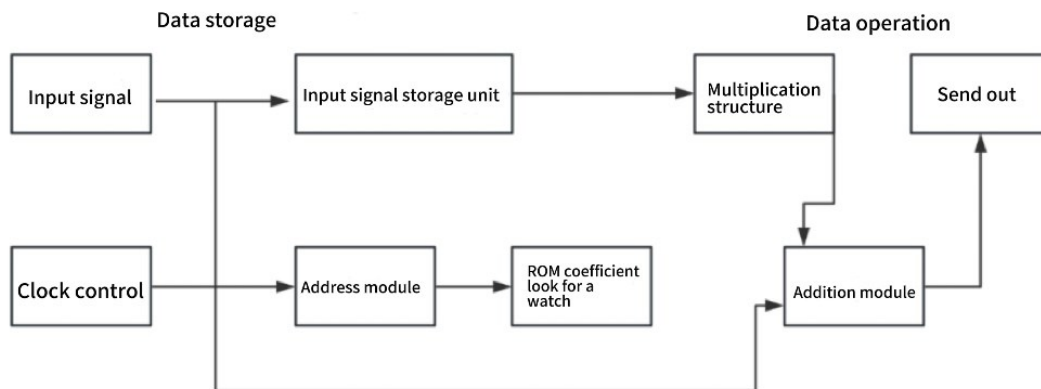 Data storage
Data operation
Input signal
Input signal storage unit
Multiplication
structure
Send out
Clock control
Address module
ROM coefficient
look for a
watch
Addition module